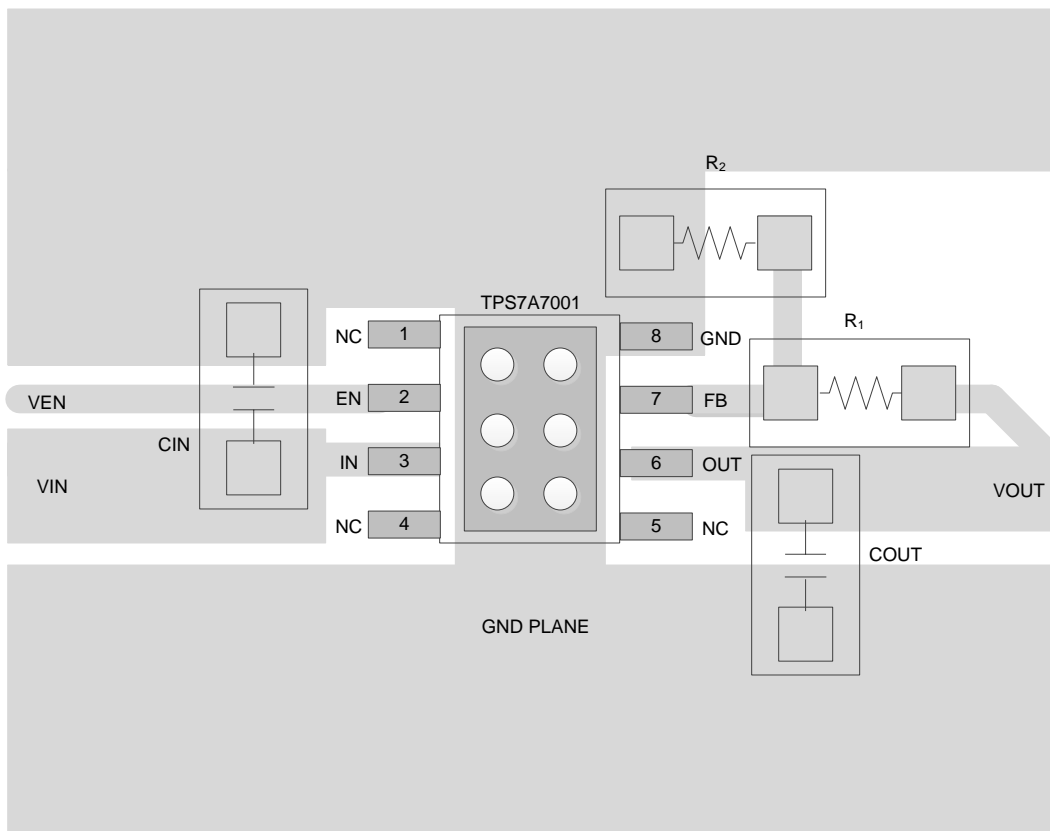 R₂
TPS7A7001
R₁
NC 1
8 GND
VEN
EN 2
7 FB
CIN
IN 3
6 OUT
VIN
VOUT
NC 4
5 NC
COUT
GND PLANE